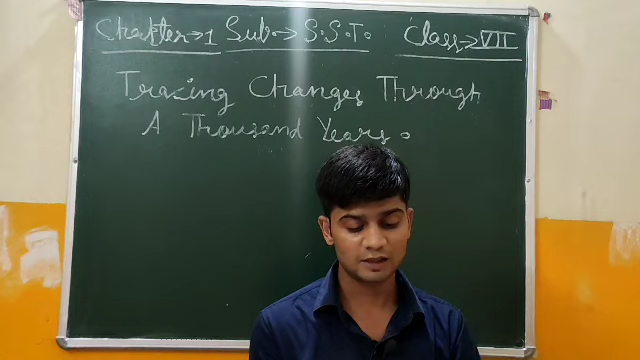 Chapter→1 Sub.→ S.S.T. Class→VII
Tracing Changes Through
A Thousand Years.